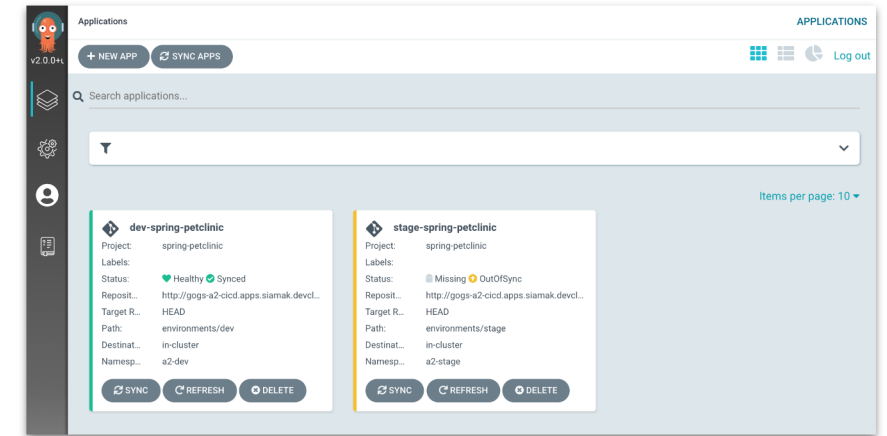 Applications
APPLICATIONS
v2.0.0+
+ NEW APP
SYNC APPS
Log out
Search applications...
Items per page: 10
dev-spring-petclinic
Project: spring-petclinic
Labels:
Status: Healthy Synced
Reposit... http://gogs-a2-cicd.apps.siamak.devcl...
Target R... HEAD
Path: environments/dev
Destinat... in-cluster
Namesp... a2-dev
SYNC REFRESH DELETE
stage-spring-petclinic
Project: spring-petclinic
Labels:
Status: Missing OutOfSync
Reposit... http://gogs-a2-cicd.apps.siamak.devcl...
Target R... HEAD
Path: environments/stage
Destinat... in-cluster
Namesp... a2-stage
SYNC REFRESH DELETE